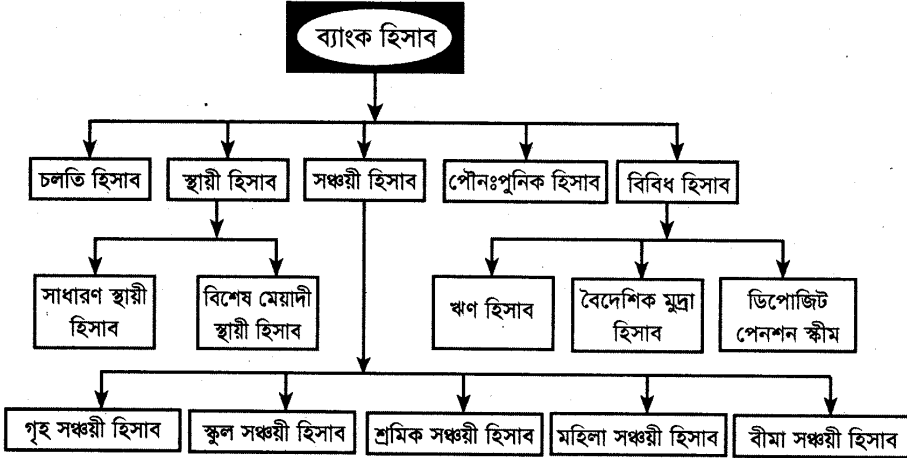 ব্যাংক হিসাব
চলতি হিসাব
স্থায়ী হিসাব
সঞ্চয়ী হিসাব
পৌনঃপুনিক হিসাব
বিবিধ হিসাব
সাধারণ স্থায়ী
হিসাব
বিশেষ মেয়াদী
স্থায়ী হিসাব
ঋণ হিসাব
বৈদেশিক মুদ্রা
হিসাব
ডিপোজিট
পেনশন স্কীম
গৃহ সঞ্চয়ী হিসাব
স্কুল সঞ্চয়ী হিসাব
শ্রমিক সঞ্চয়ী হিসাব
মহিলা সঞ্চয়ী হিসাব
বীমা সঞ্চয়ী হিসাব